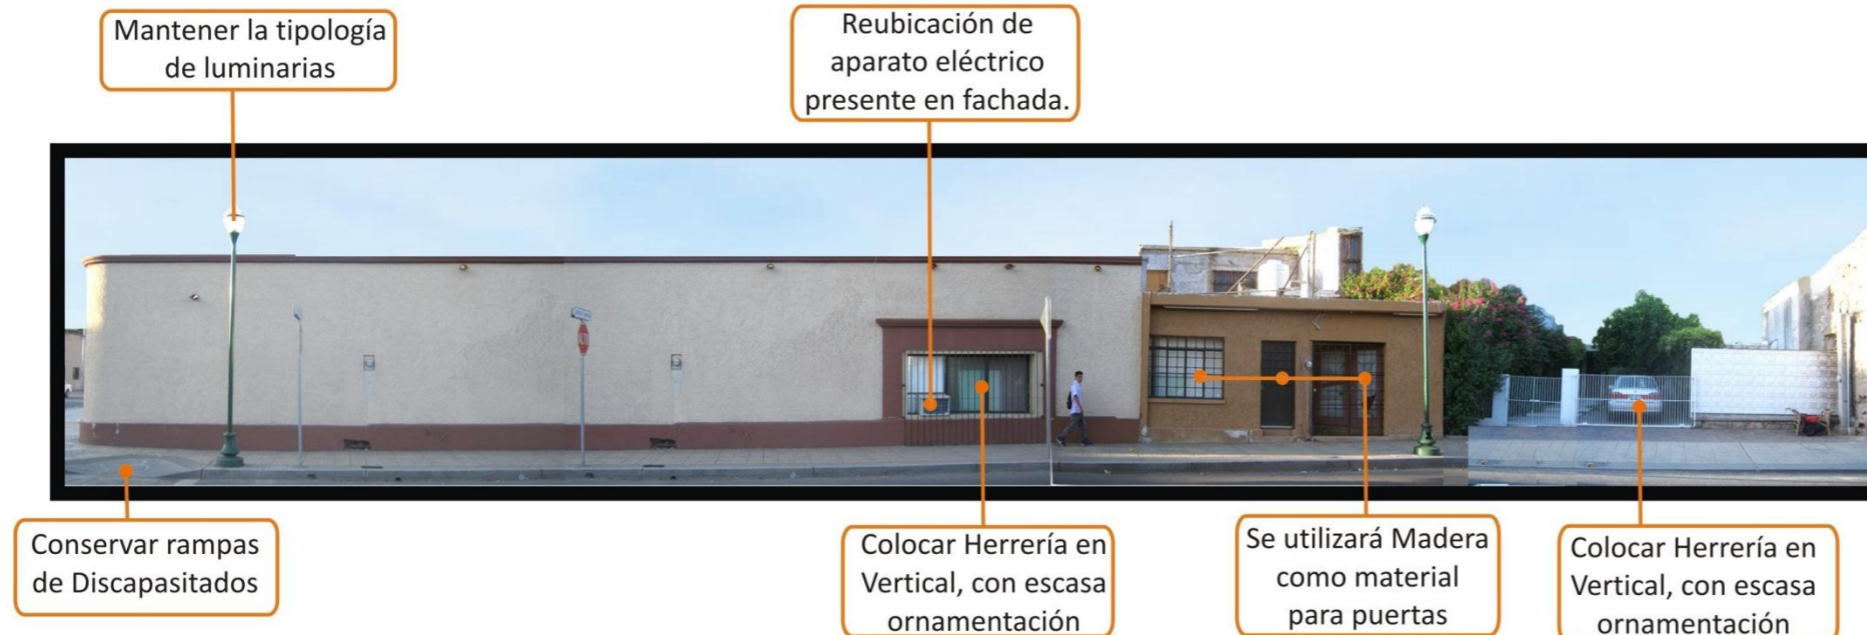 Mantener la tipología
de luminarias
Reubicación de
aparato eléctrico
presente en fachada.
Conservar rampas
de Discapasitados
Colocar Herrería en
Vertical, con escasa
ornamentación
Se utilizará Madera
como material
para puertas
Colocar Herrería en
Vertical, con escasa
ornamentación